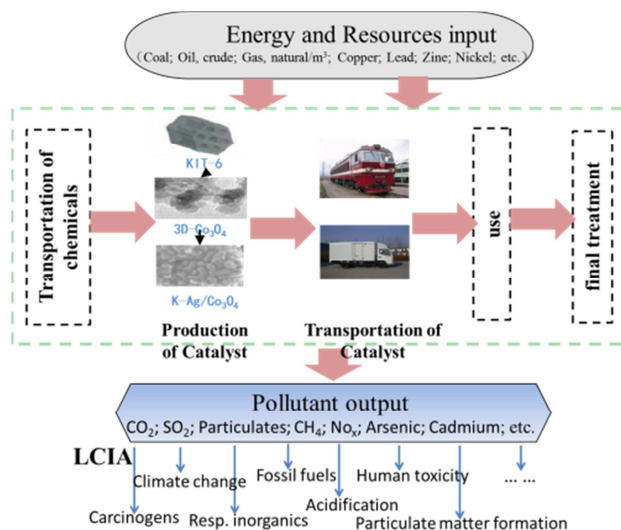 Energy and Resources input
(Coal; Oil, crude; Gas, natural/m³; Copper; Lead; Zine; Nickel; etc.)
Transportation of
chemicals
KIT-6
3D-Co₃O₄
K-Ag/Co₃O₄
Production
of Catalyst
Transportation of
Catalyst
use
final treatment
Pollutant output
CO₂; SO₂; Particulates; CH₄; Noₓ; Arsenic; Cadmium; etc.
LCIA
Climate change
Fossil fuels
Human toxicity
... ...
Carcinogens
Resp. inorganics
Acidification
Particulate matter formation